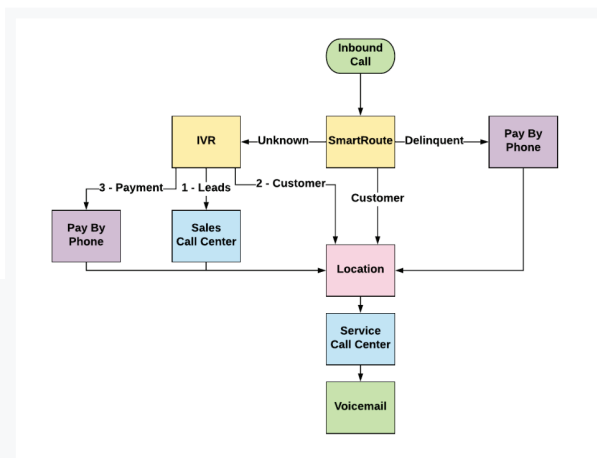 Inbound
Call
IVR
Unknown
SmartRoute
Delinquent
Pay By
Phone
3 - Payment
1 - Leads
2 - Customer
Customer
Pay By
Phone
Sales
Call Center
Location
Service
Call Center
Voicemail